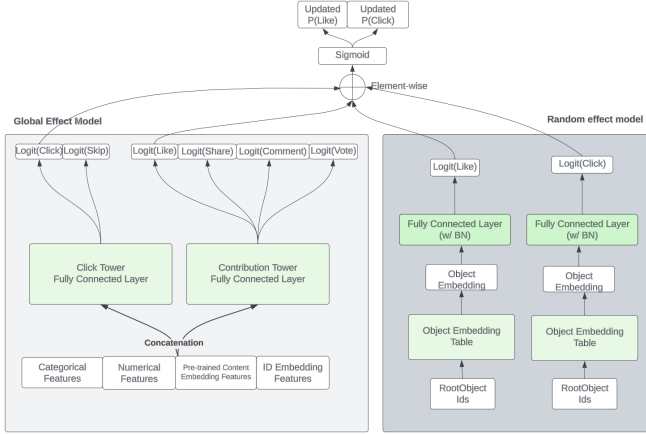 Updated
P(Like)
Updated
P(Click)
Sigmoid
Element-wise
Global Effect Model
Random effect model
Logit(Click)
Logit(Skip)
Logit(Like)
Logit(Share)
Logit(Comment)
Logit(Vote)
Logit(Like)
Logit(Click)
Fully Connected Layer
(w/ BN)
Fully Connected Layer
(w/ BN)
Click Tower
Fully Connected Layer
Contribution Tower
Fully Connected Layer
Object
Embedding
Object
Embedding
Object Embedding
Table
Object Embedding
Table
Concatenation
Categorical
Features
Numerical
Features
Pre-trained Content
Embedding Features
ID Embedding
Features
RootObject
Ids
RootObject
Ids